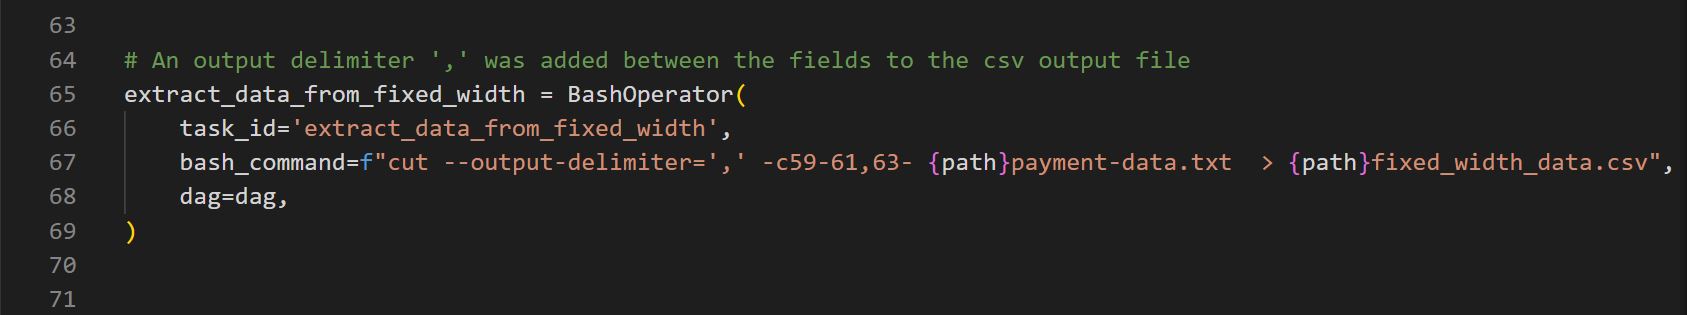 63
64 # An output delimiter ',' was added between the fields to the csv output file
65 extract_data_from_fixed_width = BashOperator(
66     task_id='extract_data_from_fixed_width',
67     bash_command=f"cut --output-delimiter=',' -c59-61,63- {path}payment-data.txt  > {path}fixed_width_data.csv",
68     dag=dag,
69 )
70
71